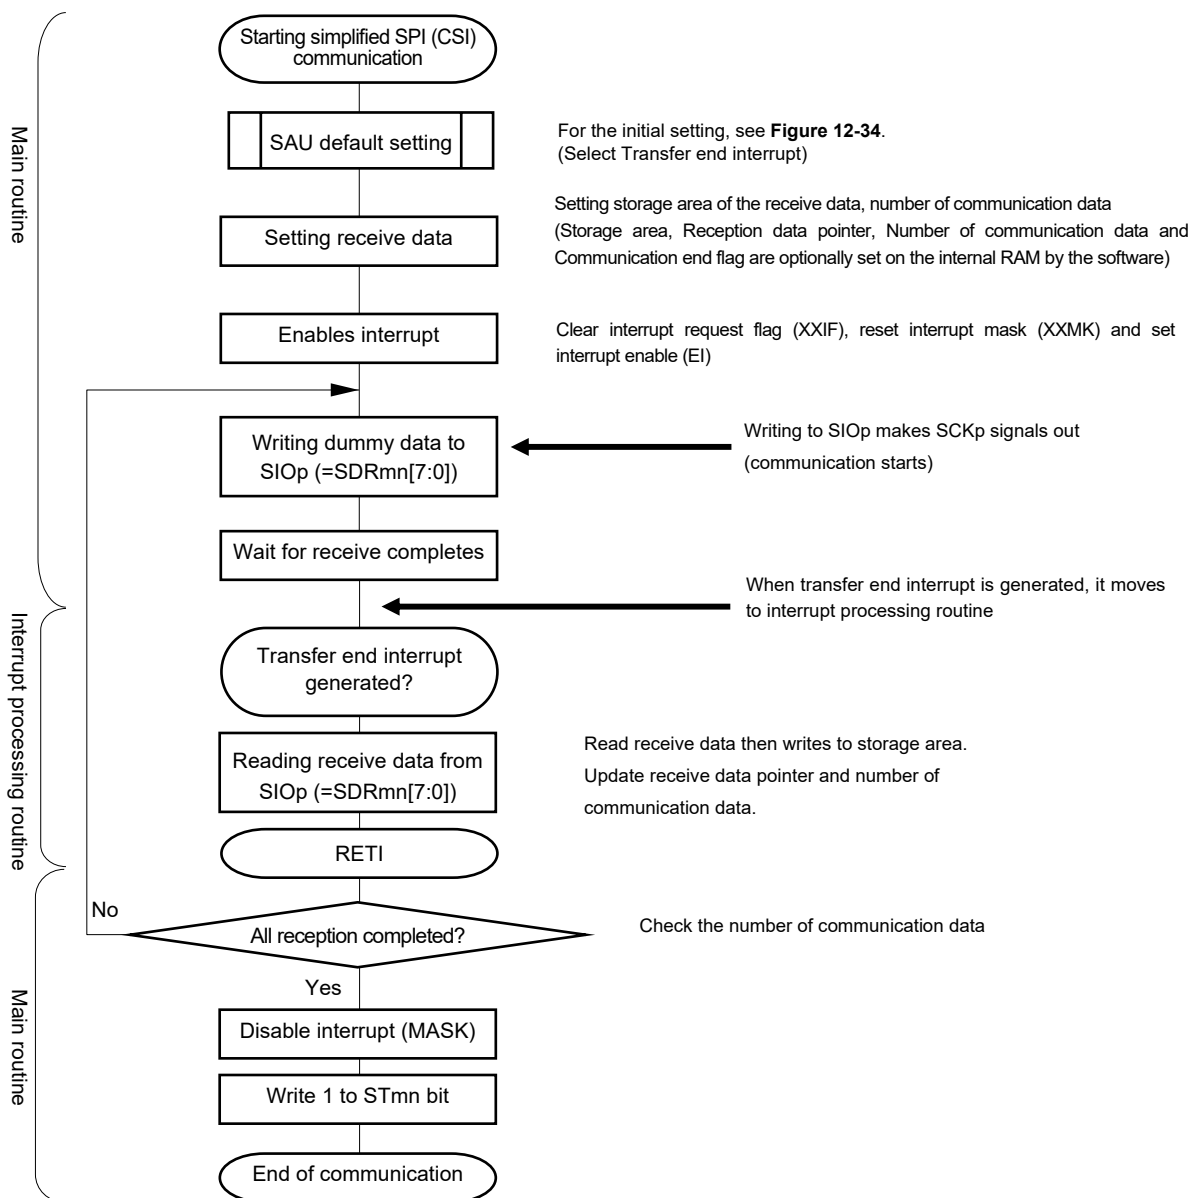 Starting simplified SPI (CSI)
communication
SAU default setting
For the initial setting, see Figure 12-34.
(Select Transfer end interrupt)
Main routine
Setting receive data
Setting storage area of the receive data, number of communication data
(Storage area, Reception data pointer, Number of communication data and
Communication end flag are optionally set on the internal RAM by the software)
Enables interrupt
Clear interrupt request flag (XXIF), reset interrupt mask (XXMK) and set
interrupt enable (EI)
Writing dummy data to
SIOp (=SDRmn[7:0])
Writing to SIOp makes SCKp signals out
(communication starts)
Wait for receive completes
When transfer end interrupt is generated, it moves
to interrupt processing routine
Interrupt processing routine
Transfer end interrupt
generated?
Reading receive data from
SIOp (=SDRmn[7:0])
Read receive data then writes to storage area.
Update receive data pointer and number of
communication data.
RETI
No
All reception completed?
Check the number of communication data
Yes
Main routine
Disable interrupt (MASK)
Write 1 to STmn bit
End of communication